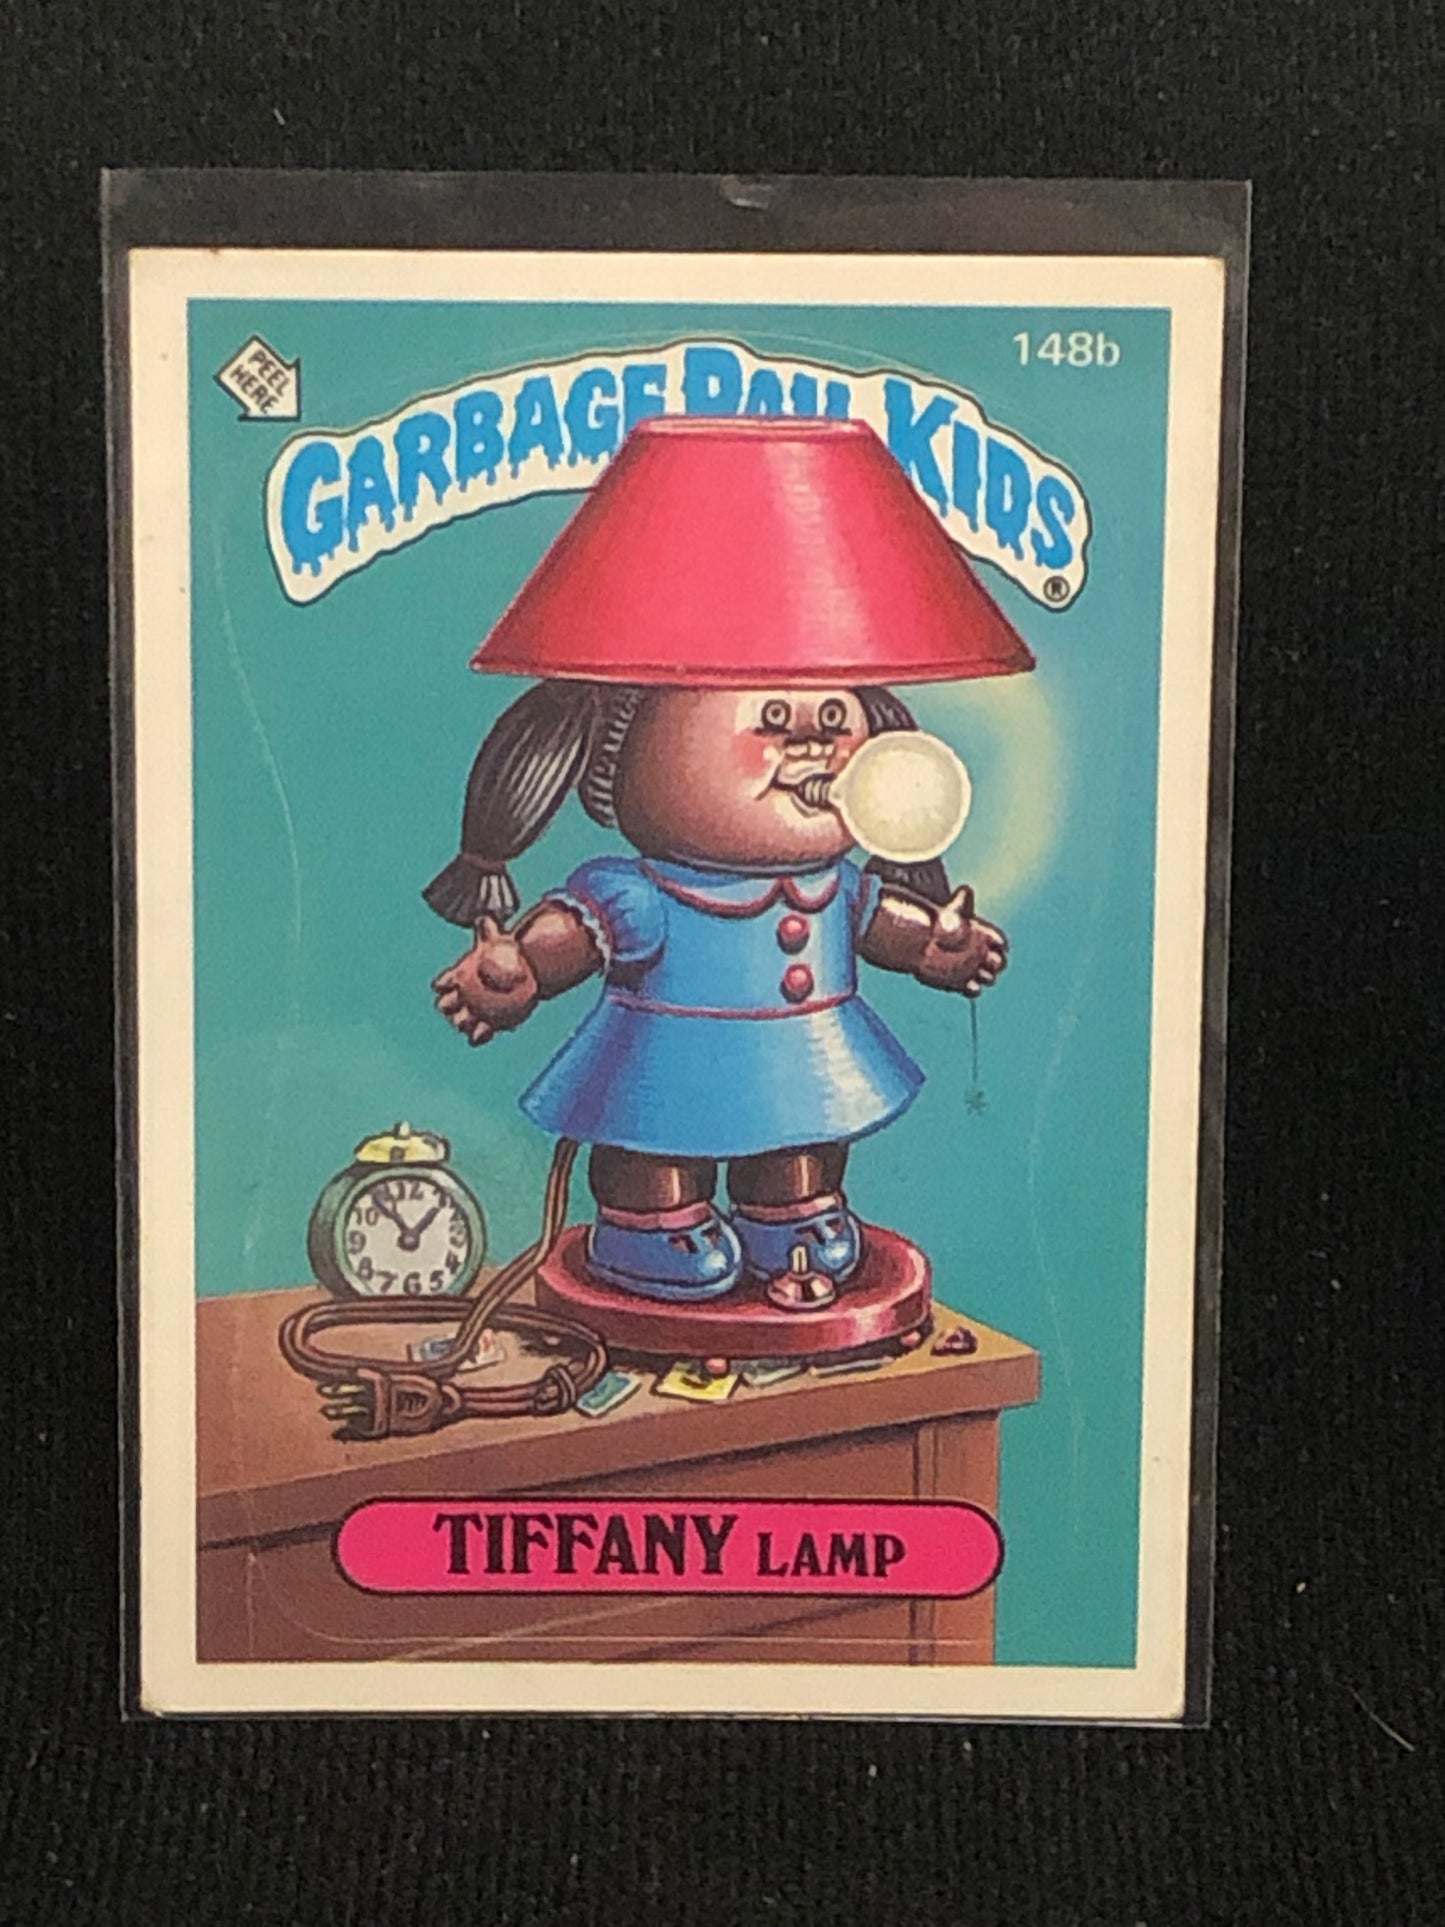 PEEL
HERE
148b
GARBAGE PAIL KIDS
®
TIFFANY LAMP